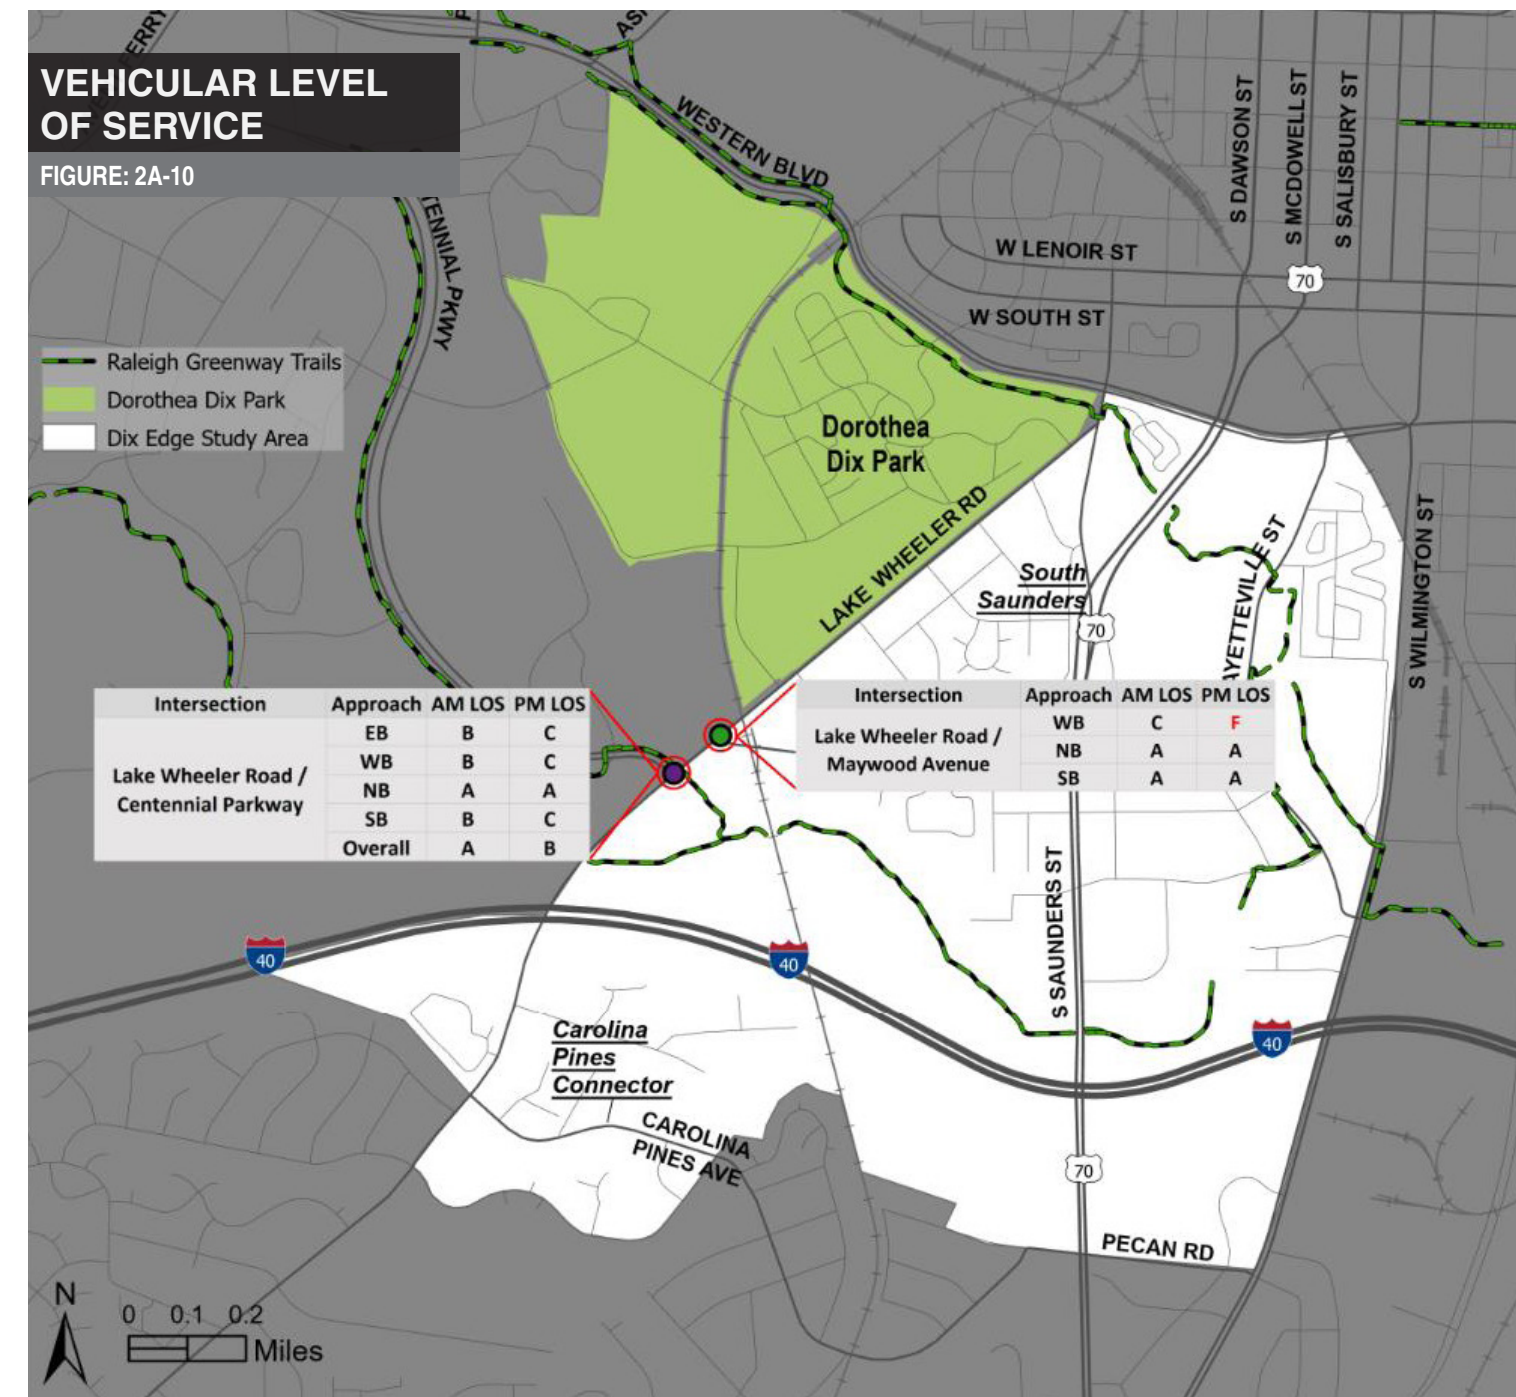 VEHICULAR LEVEL
OF SERVICE
FIGURE: 2A-10
WESTERN BLVD
S DAWSON ST
S MCDOWELL ST
S SALISBURY ST
W LENOIR ST
70
W SOUTH ST
Raleigh Greenway Trails
Dorothea Dix Park
Dix Edge Study Area
Dorothea
Dix Park
LAKE WHEELER RD
South
Saunders
70
S WILMINGTON ST
Intersection Approach AM LOS PM LOS
Lake Wheeler Road /
Centennial Parkway
EB B C
WB B C
NB A A
SB B C
Overall A B
Intersection Approach AM LOS PM LOS
Lake Wheeler Road /
Maywood Avenue
WB C F
NB A A
SB A A
S SAUNDERS ST
40
40
40
Carolina
Pines
Connector
CAROLINA
PINES AVE
70
PECAN RD
N
0 0.1 0.2
Miles